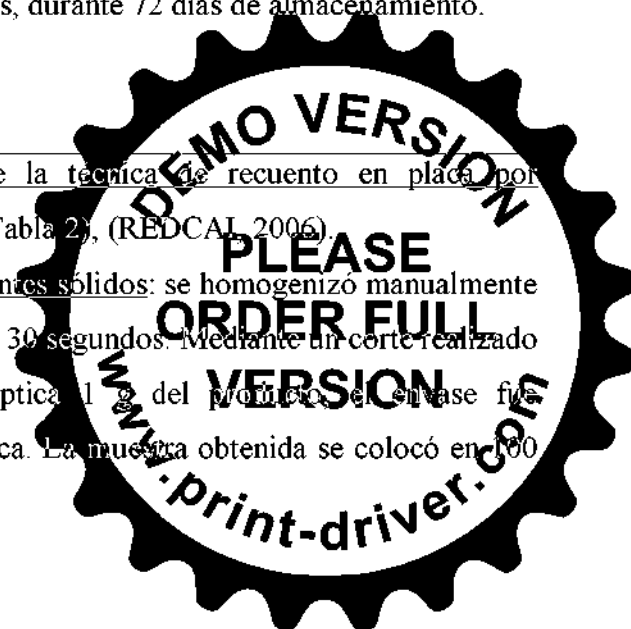 s, durante 72 días de almacenamiento.
e la técnica de recuento en placa por
Tabla 2), (REDCAL 2006).
ntes sólidos: se homogenizó manualmente
30 segundos. Mediante un corte realizado
ptica 1 g del producto, el envase fue
ca. La muestra obtenida se colocó en 100
DEMO VERSION
PLEASE
ORDER FULL
VERSION
www.print-driver.com